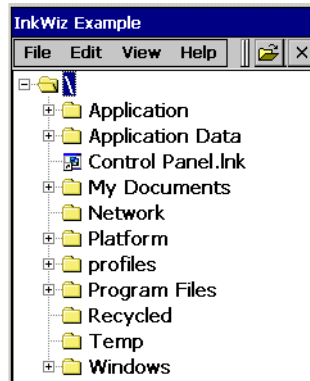 InkWiz Example
File Edit View Help
\
Application
Application Data
Control Panel.lnk
My Documents
Network
Platform
profiles
Program Files
Recycled
Temp
Windows